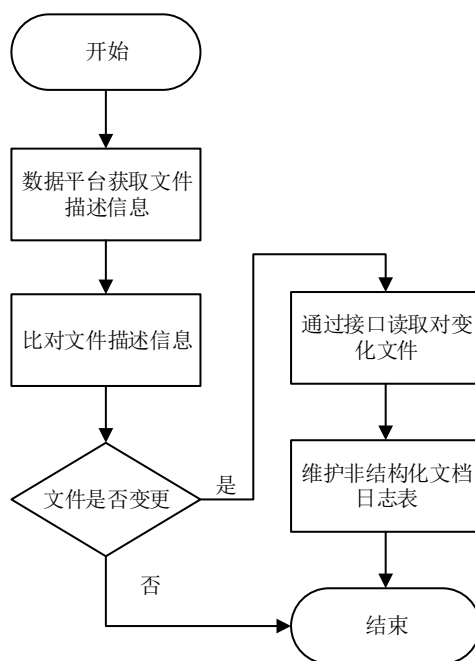 开始
数据平台获取文件
描述信息
比对文件描述信息
文件是否变更
是
否
通过接口读取对变
化文件
维护非结构化文档
日志表
结束